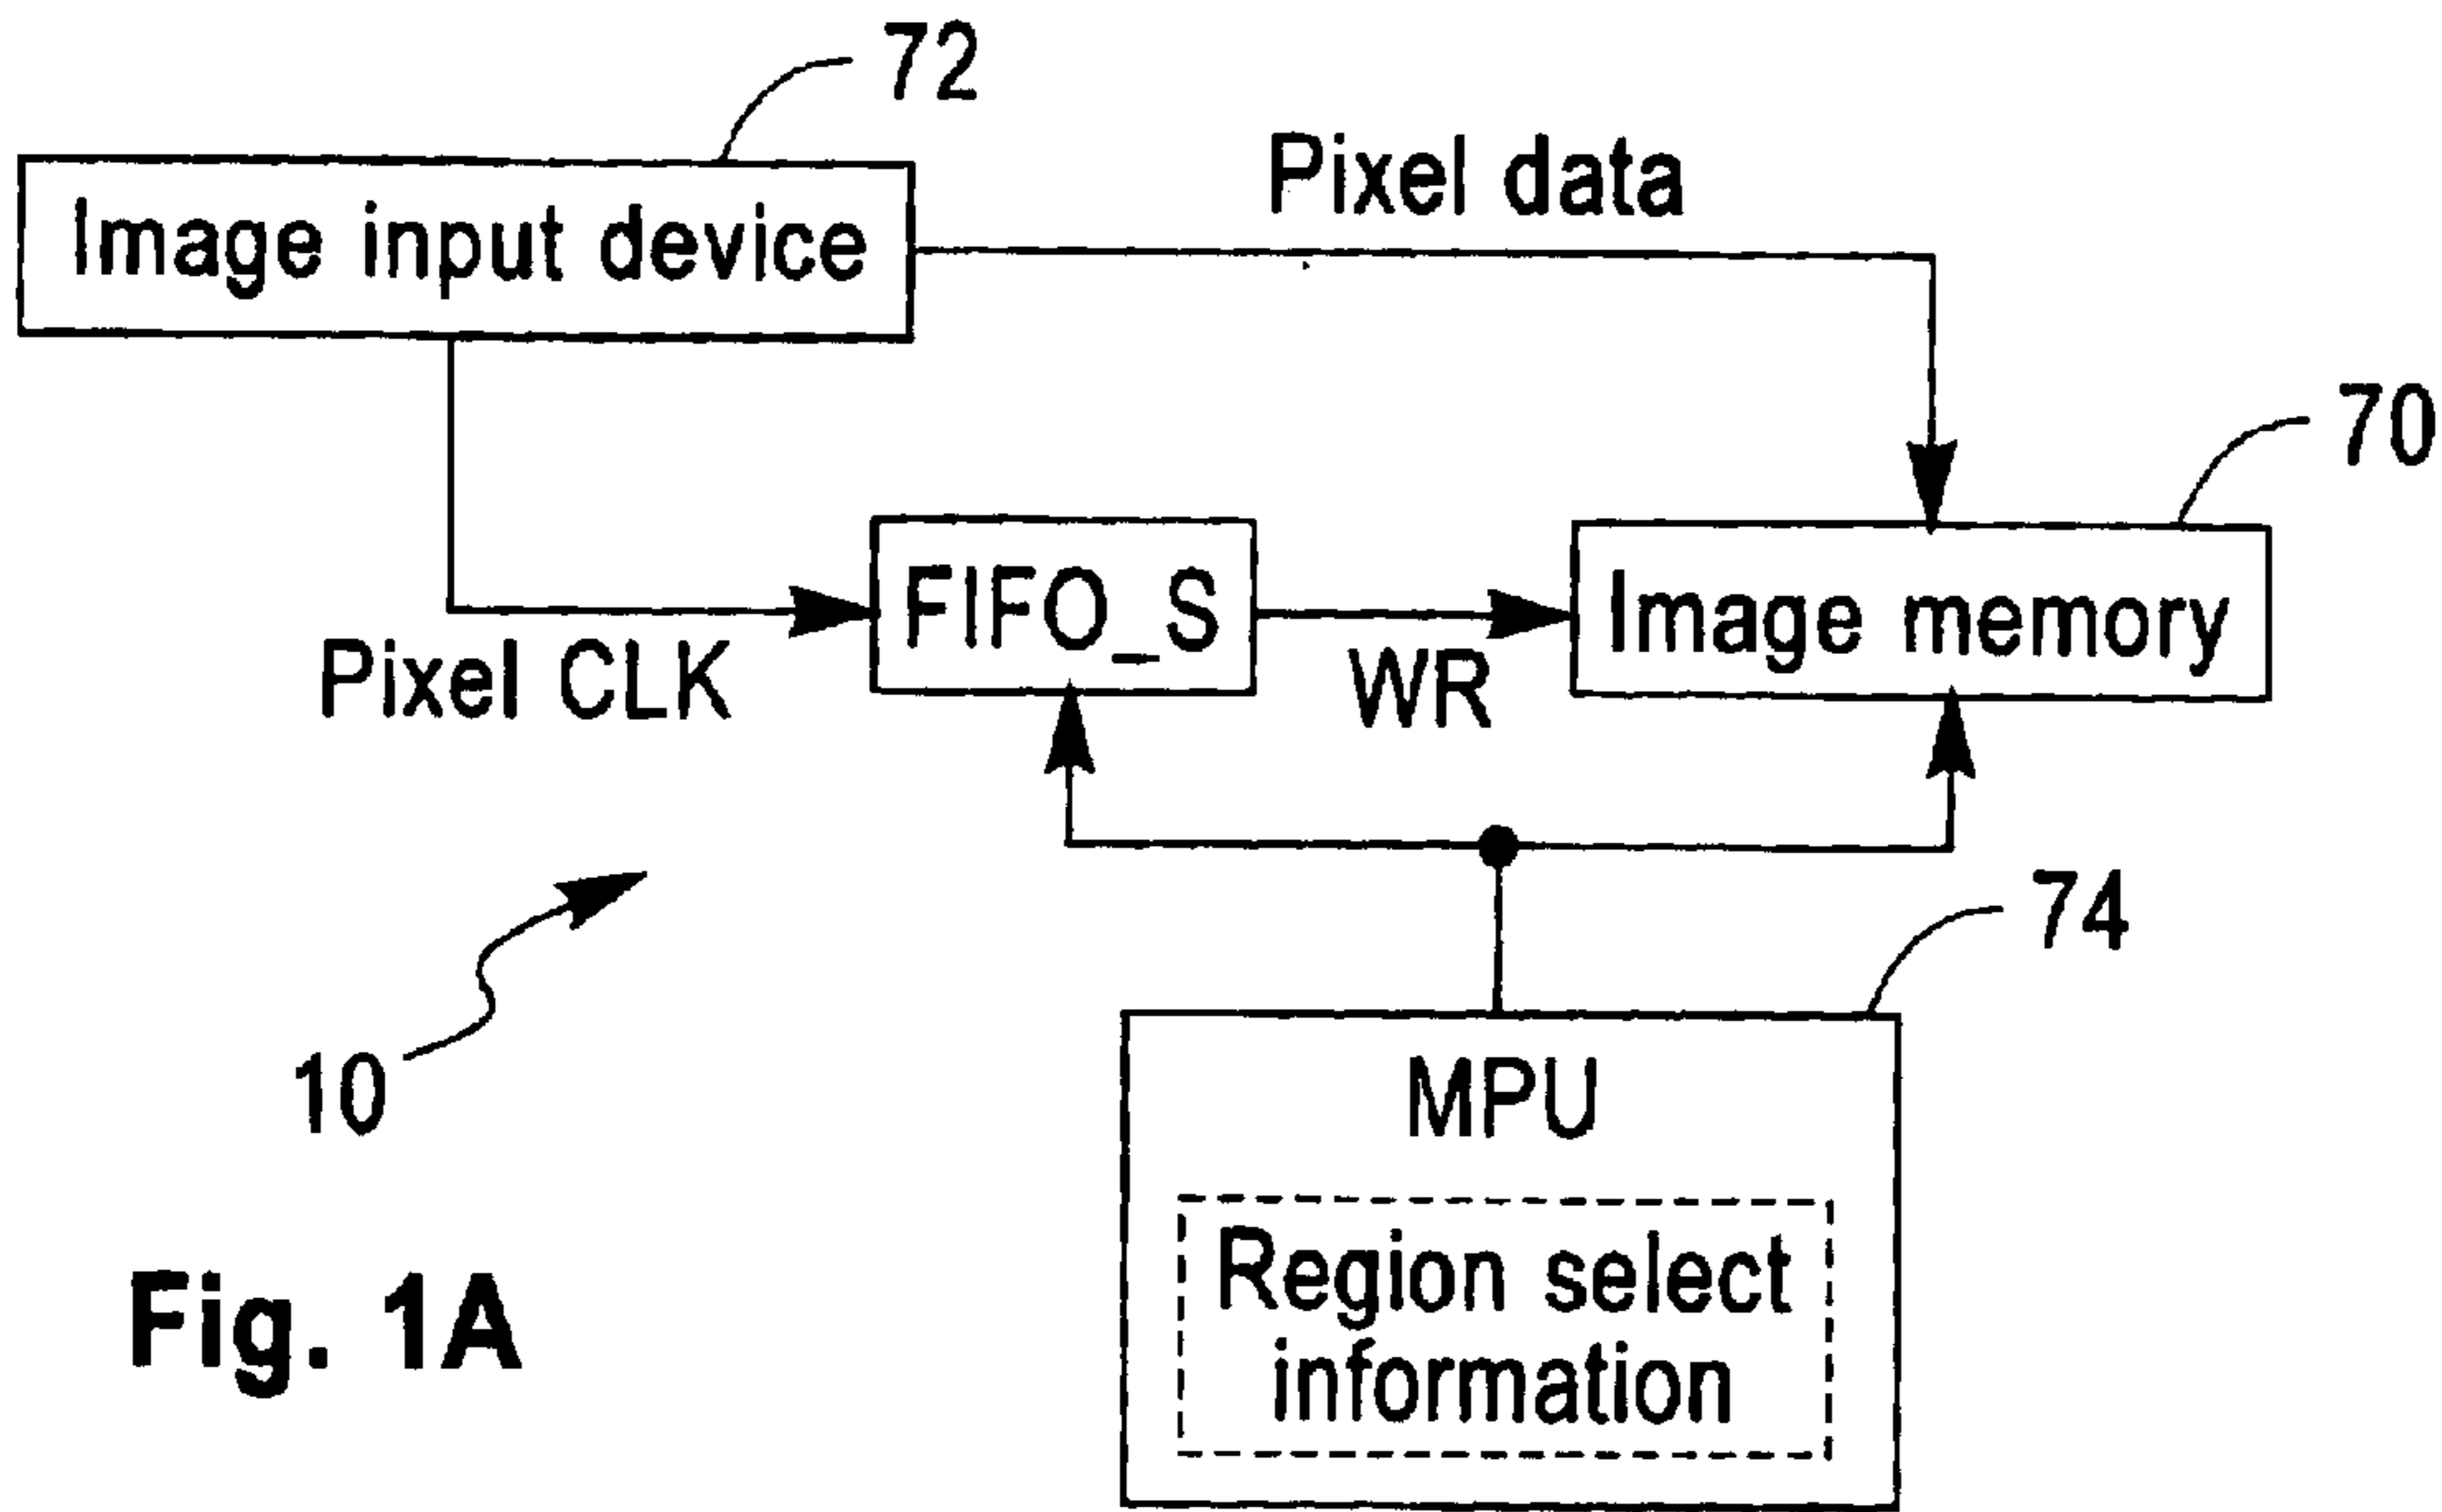 72
Image input device
Pixel data
70
FIFO_S
Image memory
Pixel CLK
WR
74
10
MPU
Region select
information
Fig. 1A